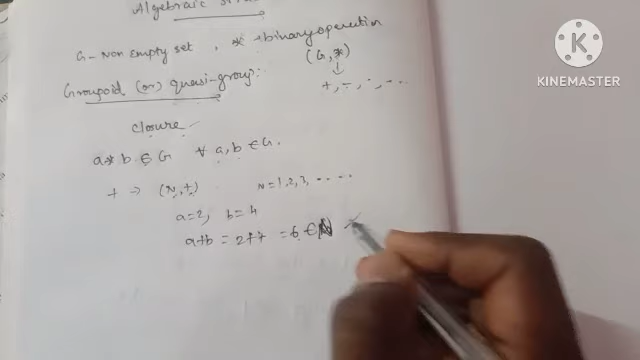 Algebraic
G - Non Empty set , * → binary operation
(G, *)
↓
+, -, ·, - - .
Groupoid (or) quasi-group:
closure
a * b ∈ G ∀ a, b ∈ G.
+ ⇒ (N, +) N = 1, 2, 3, . . . . .
a = 2, b = 4
a + b = 2 + 4 = 6 ∈ N
KINEMASTER